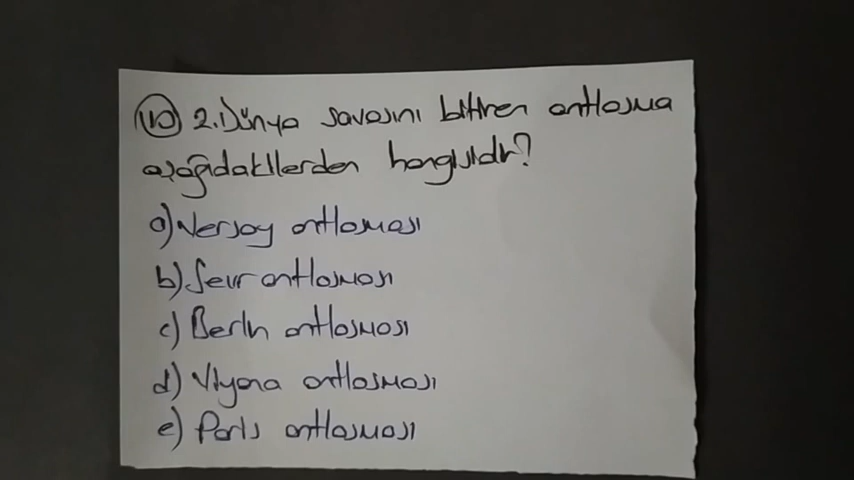 10 2.Dünya savaşını bitiren antlaşma
aşağıdakilerden hangisidir?
a) Versay antlaşması
b) Sevr antlaşması
c) Berlin antlaşması
d) Viyana antlaşması
e) Paris antlaşması